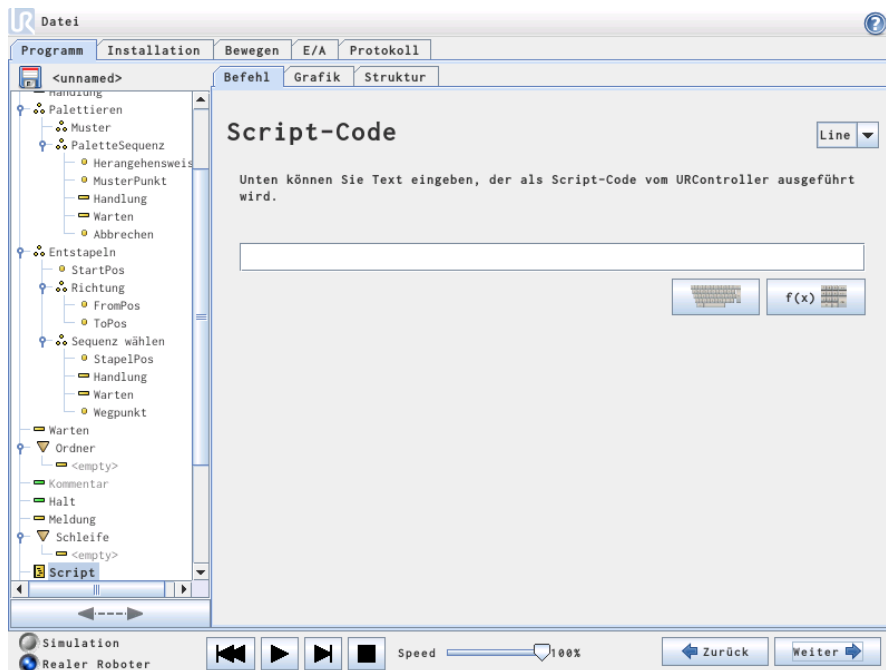 UR Datei
Programm Installation Bewegen E/A Protokoll
<unnamed>
Befehl Grafik Struktur
Handlung
Palettieren
Muster
PaletteSequenz
Herangehensweis
MusterPunkt
Handlung
Warten
Abbrechen
Entstapeln
StartPos
Richtung
FromPos
ToPos
Sequenz wählen
StapelPos
Handlung
Warten
Wegpunkt
Warten
Ordner
<empty>
Kommentar
Halt
Meldung
Schleife
<empty>
Script
Script-Code
Line
Unten können Sie Text eingeben, der als Script-Code vom URController ausgeführt
wird.
f(x)
Simulation
Realer Roboter
Speed 100%
Zurück Weiter